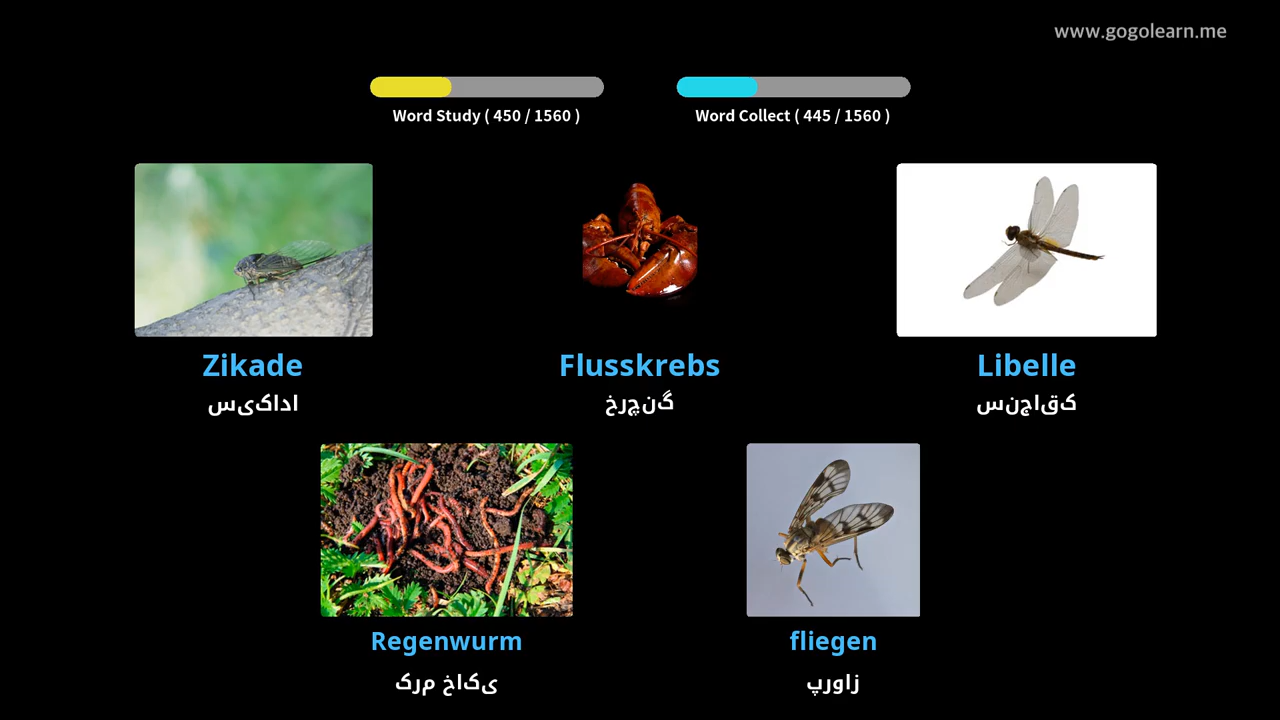 www.gogolearn.me
Word Study ( 450 / 1560 )
Word Collect ( 445 / 1560 )
Zikade
اداکیس
Flusskrebs
گنچرخ
Libelle
کقاجنس
Regenwurm
یکاخ مرک
fliegen
زاورپ